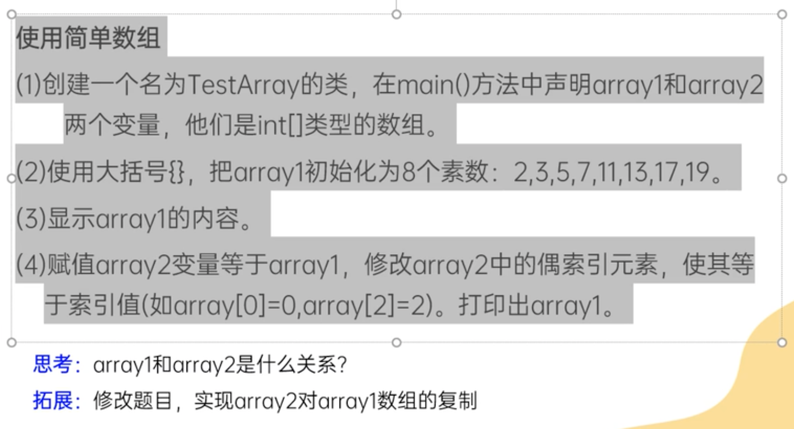 使用简单数组
(1)创建一个名为TestArray的类，在main()方法中声明array1和array2
两个变量，他们是int[]类型的数组。
(2)使用大括号{}，把array1初始化为8个素数：2,3,5,7,11,13,17,19。
(3)显示array1的内容。
(4)赋值array2变量等于array1，修改array2中的偶索引元素，使其等
于索引值(如array[0]=0,array[2]=2)。打印出array1。
思考：array1和array2是什么关系？
拓展：修改题目，实现array2对array1数组的复制